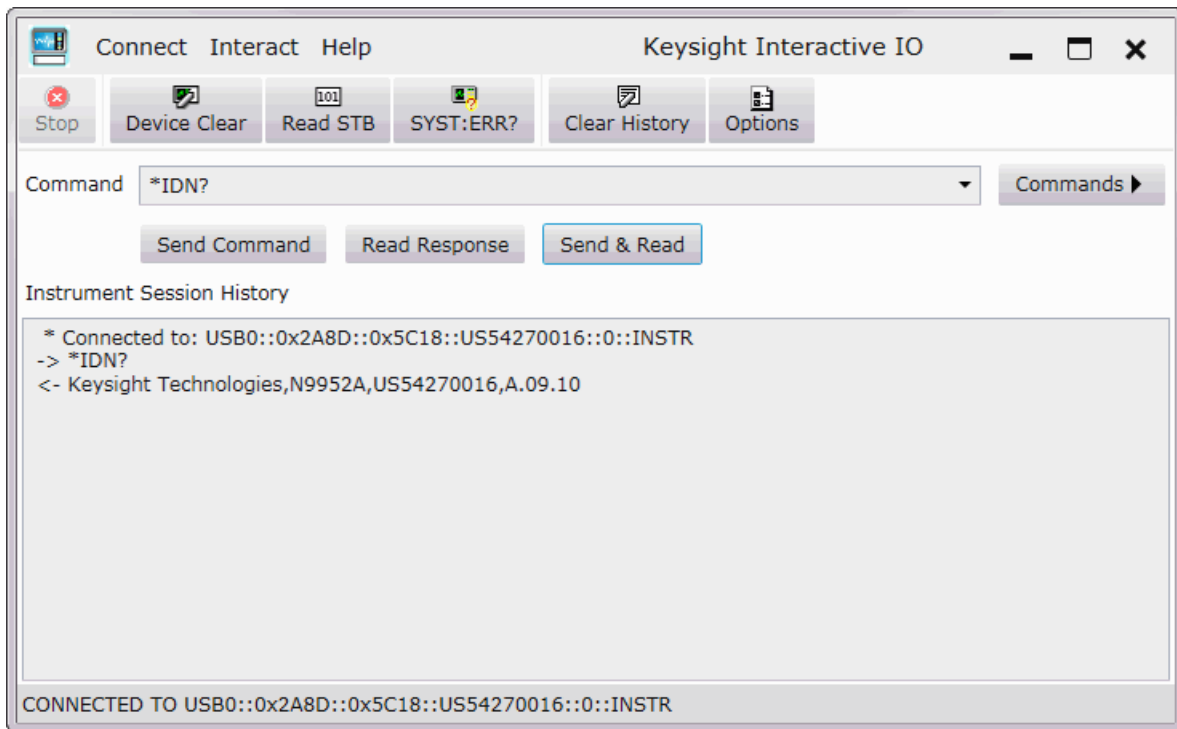 Connect Interact Help Keysight Interactive IO
Stop Device Clear 101 Read STB SYST:ERR? Clear History Options
Command *IDN? Commands
Send Command Read Response Send & Read
Instrument Session History
* Connected to: USB0::0x2A8D::0x5C18::US54270016::0::INSTR
-> *IDN?
<- Keysight Technologies,N9952A,US54270016,A.09.10
CONNECTED TO USB0::0x2A8D::0x5C18::US54270016::0::INSTR